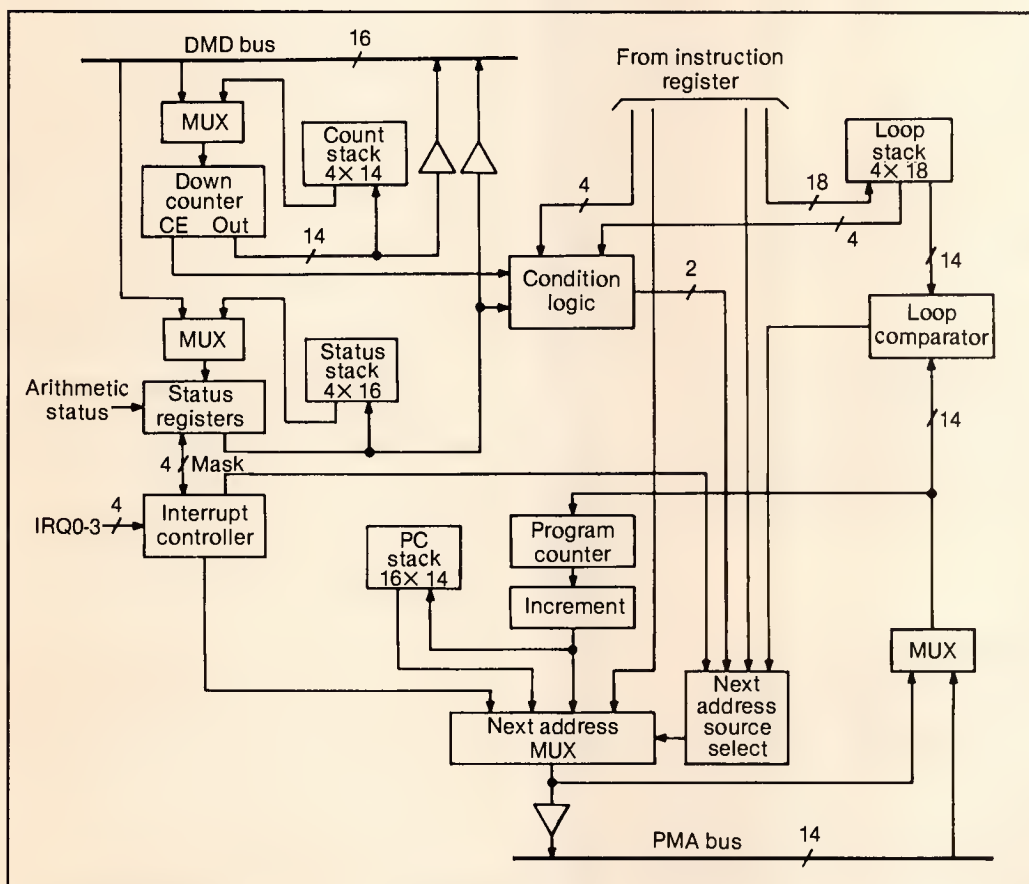 DMD bus
16
From instruction
register
MUX
Count
stack
4 × 14
Loop
stack
4 × 18
Down
counter
CE Out
14
4
18
4
14
Condition
logic
2
Loop
comparator
MUX
Status
stack
4 × 16
Arithmetic
status
Status
registers
14
4 Mask
IRQ0-3
4
Interrupt
controller
PC
stack
16 × 14
Program
counter
Increment
MUX
Next address
MUX
Next
address
source
select
PMA bus
14